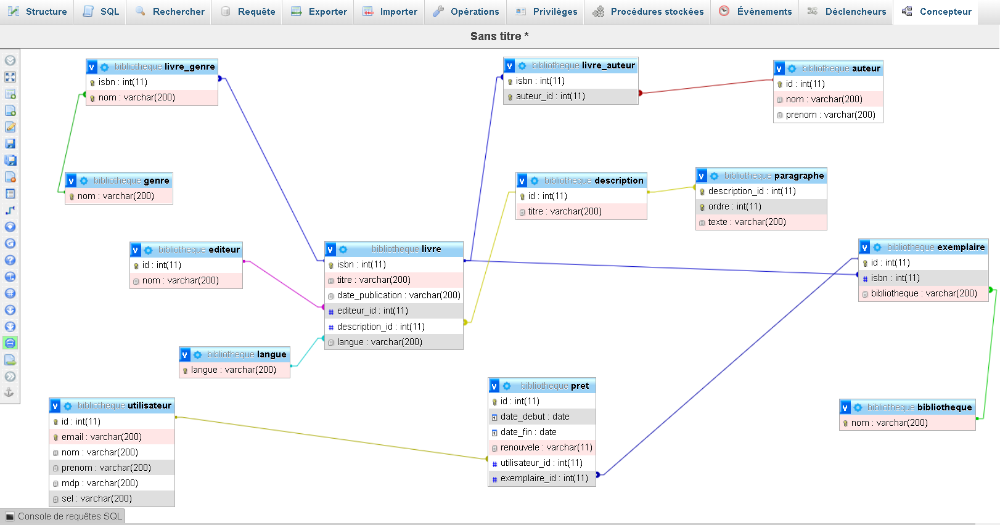 Structure SQL Rechercher Requête Exporter Importer Opérations Privilèges Procédures stockées Évènements Déclencheurs Concepteur
Sans titre *
v bibliotheque livre_genre
isbn : int(11)
nom : varchar(200)
v bibliotheque livre_auteur
isbn : int(11)
auteur_id : int(11)
v bibliotheque auteur
id : int(11)
nom : varchar(200)
prenom : varchar(200)
v bibliotheque genre
nom : varchar(200)
v bibliotheque description
id : int(11)
titre : varchar(200)
v bibliotheque paragraphe
description_id : int(11)
ordre : int(11)
texte : varchar(200)
v bibliotheque editeur
id : int(11)
nom : varchar(200)
v bibliotheque livre
isbn : int(11)
titre : varchar(200)
date_publication : varchar(200)
# editeur_id : int(11)
# description_id : int(11)
langue : varchar(200)
v bibliotheque exemplaire
id : int(11)
# isbn : int(11)
bibliotheque : varchar(200)
v bibliotheque langue
langue : varchar(200)
v bibliotheque utilisateur
id : int(11)
email : varchar(200)
nom : varchar(200)
prenom : varchar(200)
mdp : varchar(200)
sel : varchar(200)
v bibliotheque pret
id : int(11)
date_debut : date
date_fin : date
renouvele : varchar(11)
# utilisateur_id : int(11)
# exemplaire_id : int(11)
v bibliotheque bibliotheque
nom : varchar(200)
Console de requêtes SQL